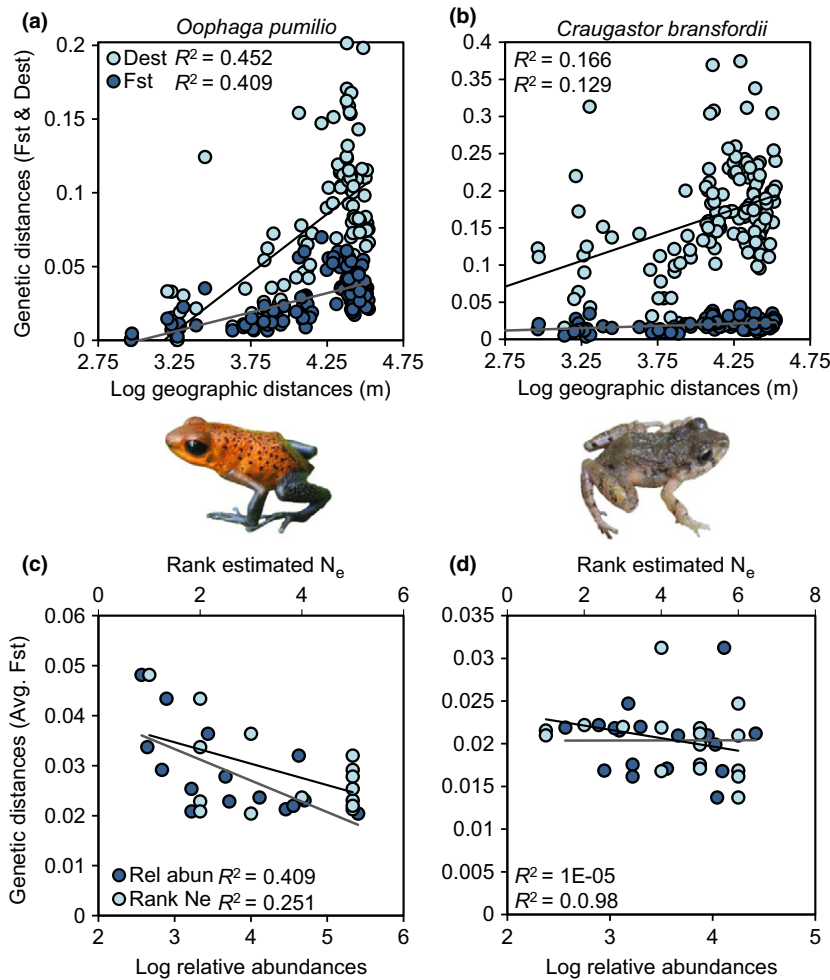 (a)
Oophaga pumilio
Dest R² = 0.452
Fst R² = 0.409
Genetic distances (Fst & Dest)
0.2
0.15
0.1
0.05
0
2.75 3.25 3.75 4.25 4.75
Log geographic distances (m)
(b)
Craugastor bransfordii
R² = 0.166
R² = 0.129
0.4
0.35
0.3
0.25
0.2
0.15
0.1
0.05
0
2.75 3.25 3.75 4.25 4.75
Log geographic distances (m)
(c)
Rank estimated Ne
0 2 4 6
Genetic distances (Avg. Fst)
0.06
0.05
0.04
0.03
0.02
0.01
0
Rel abun R² = 0.409
Rank Ne R² = 0.251
2 3 4 5 6
Log relative abundances
(d)
Rank estimated Ne
0 2 4 6 8
0.035
0.03
0.025
0.02
0.015
0.01
0.005
0
R² = 1E-05
R² = 0.0.98
2 3 4 5
Log relative abundances